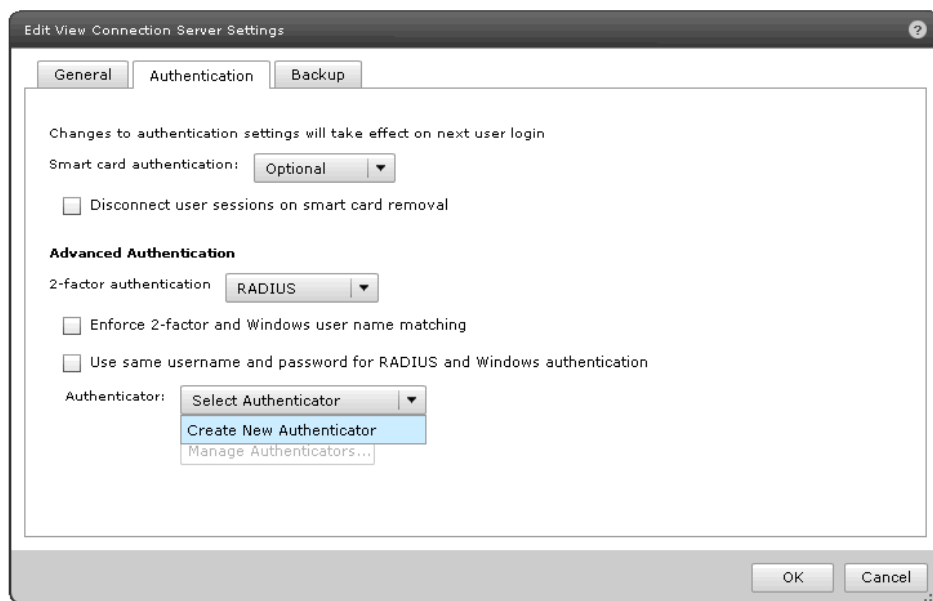 Edit View Connection Server Settings ?
General Authentication Backup
Changes to authentication settings will take effect on next user login
Smart card authentication: Optional
Disconnect user sessions on smart card removal
Advanced Authentication
2-factor authentication RADIUS
Enforce 2-factor and Windows user name matching
Use same username and password for RADIUS and Windows authentication
Authenticator: Select Authenticator
Create New Authenticator
Manage Authenticators...
OK Cancel